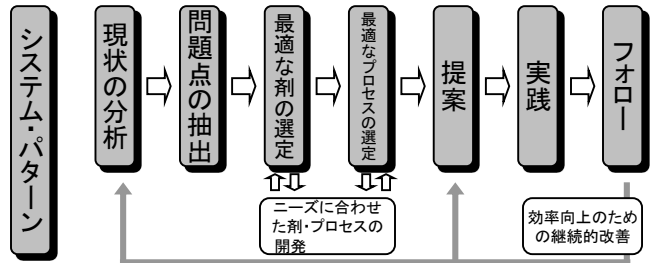 システム・パターン
現状の分析
問題点の抽出
最適な剤の選定
最適なプロセスの選定
提案
実践
フォロー
ニーズに合わせ
た剤・プロセスの
開発
効率向上のため
の継続的改善